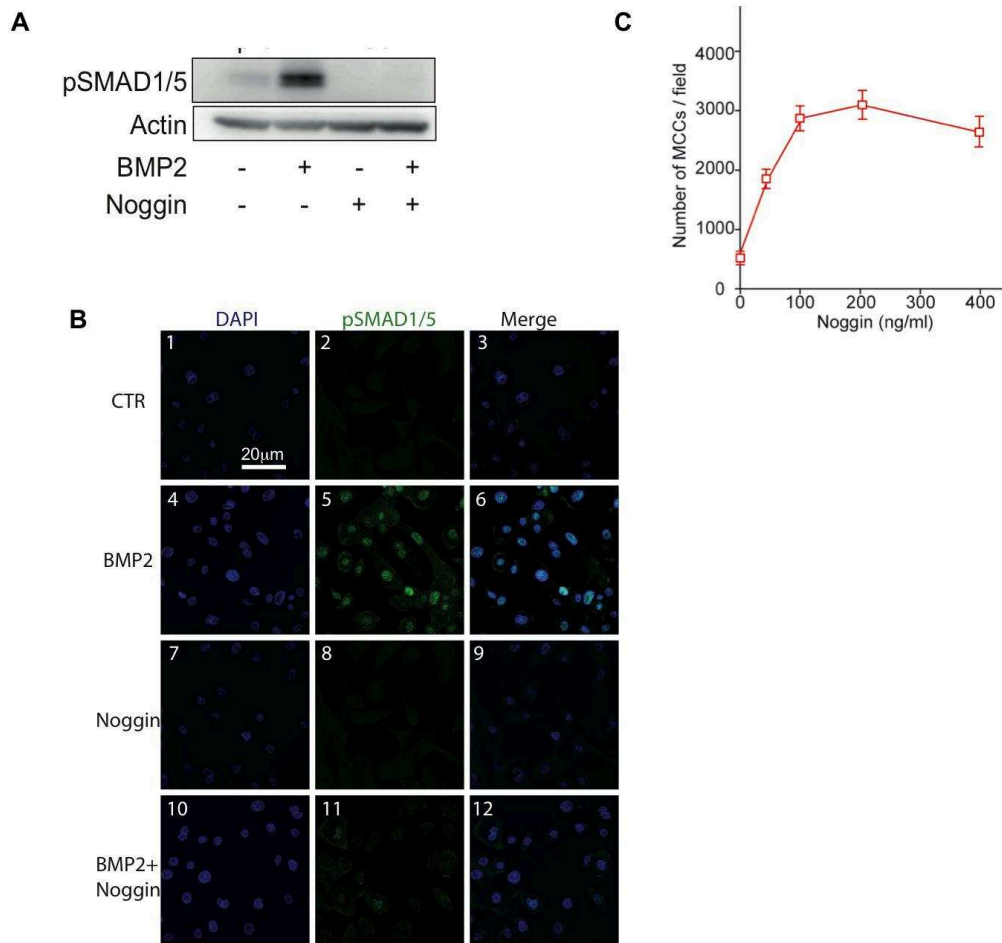 A
pSMAD1/5
Actin
BMP2 - + - +
Noggin - - + +
B
DAPI pSMAD1/5 Merge
CTR
1 2 3
20μm
BMP2
4 5 6
Noggin
7 8 9
BMP2+
Noggin
10 11 12
C
Number of MCCs / field
4000
3000
2000
1000
0
0 100 200 300 400
Noggin (ng/ml)